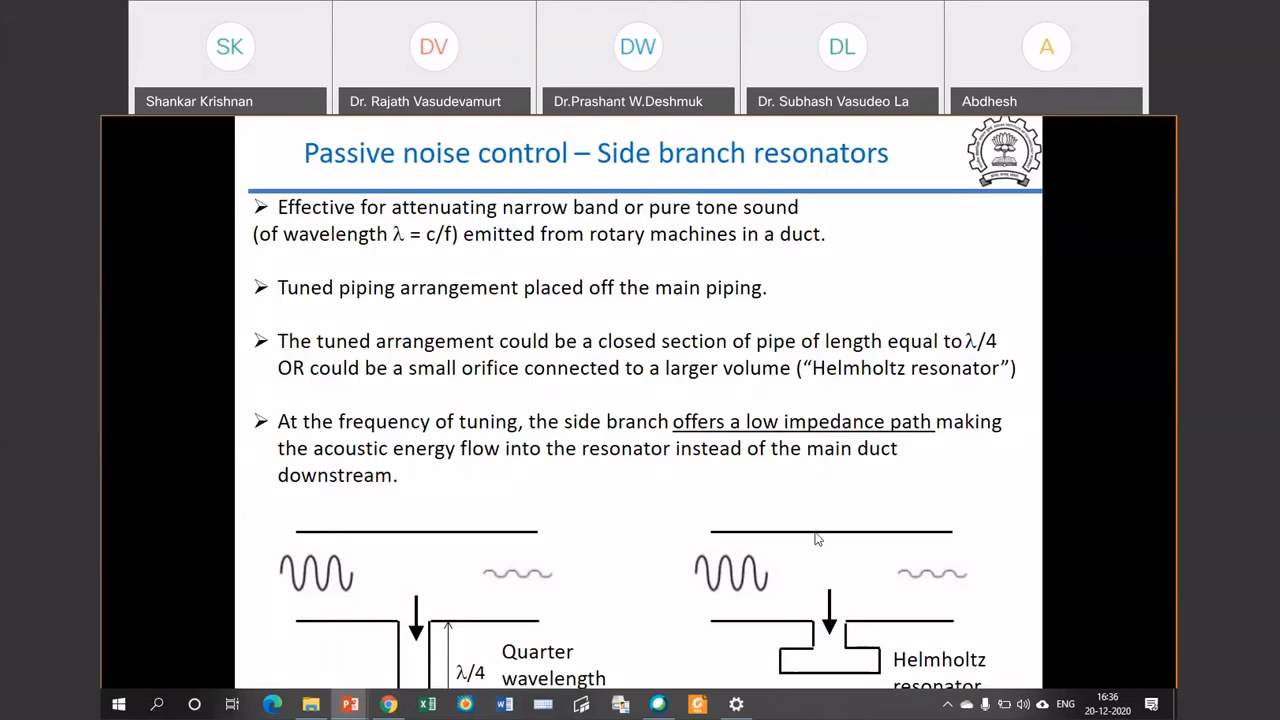 SK
DV
DW
DL
A
Shankar Krishnan
Dr. Rajath Vasudevamurt
Dr.Prashant W.Deshmuk
Dr. Subhash Vasudeo La
Abdhesh
Passive noise control – Side branch resonators
➢ Effective for attenuating narrow band or pure tone sound
(of wavelength λ = c/f) emitted from rotary machines in a duct.
➢ Tuned piping arrangement placed off the main piping.
➢ The tuned arrangement could be a closed section of pipe of length equal to λ/4
OR could be a small orifice connected to a larger volume (“Helmholtz resonator”)
➢ At the frequency of tuning, the side branch offers a low impedance path making
the acoustic energy flow into the resonator instead of the main duct
downstream.
λ/4
Quarter
wavelength
Helmholtz
resonator
16:36
ENG
20-12-2020